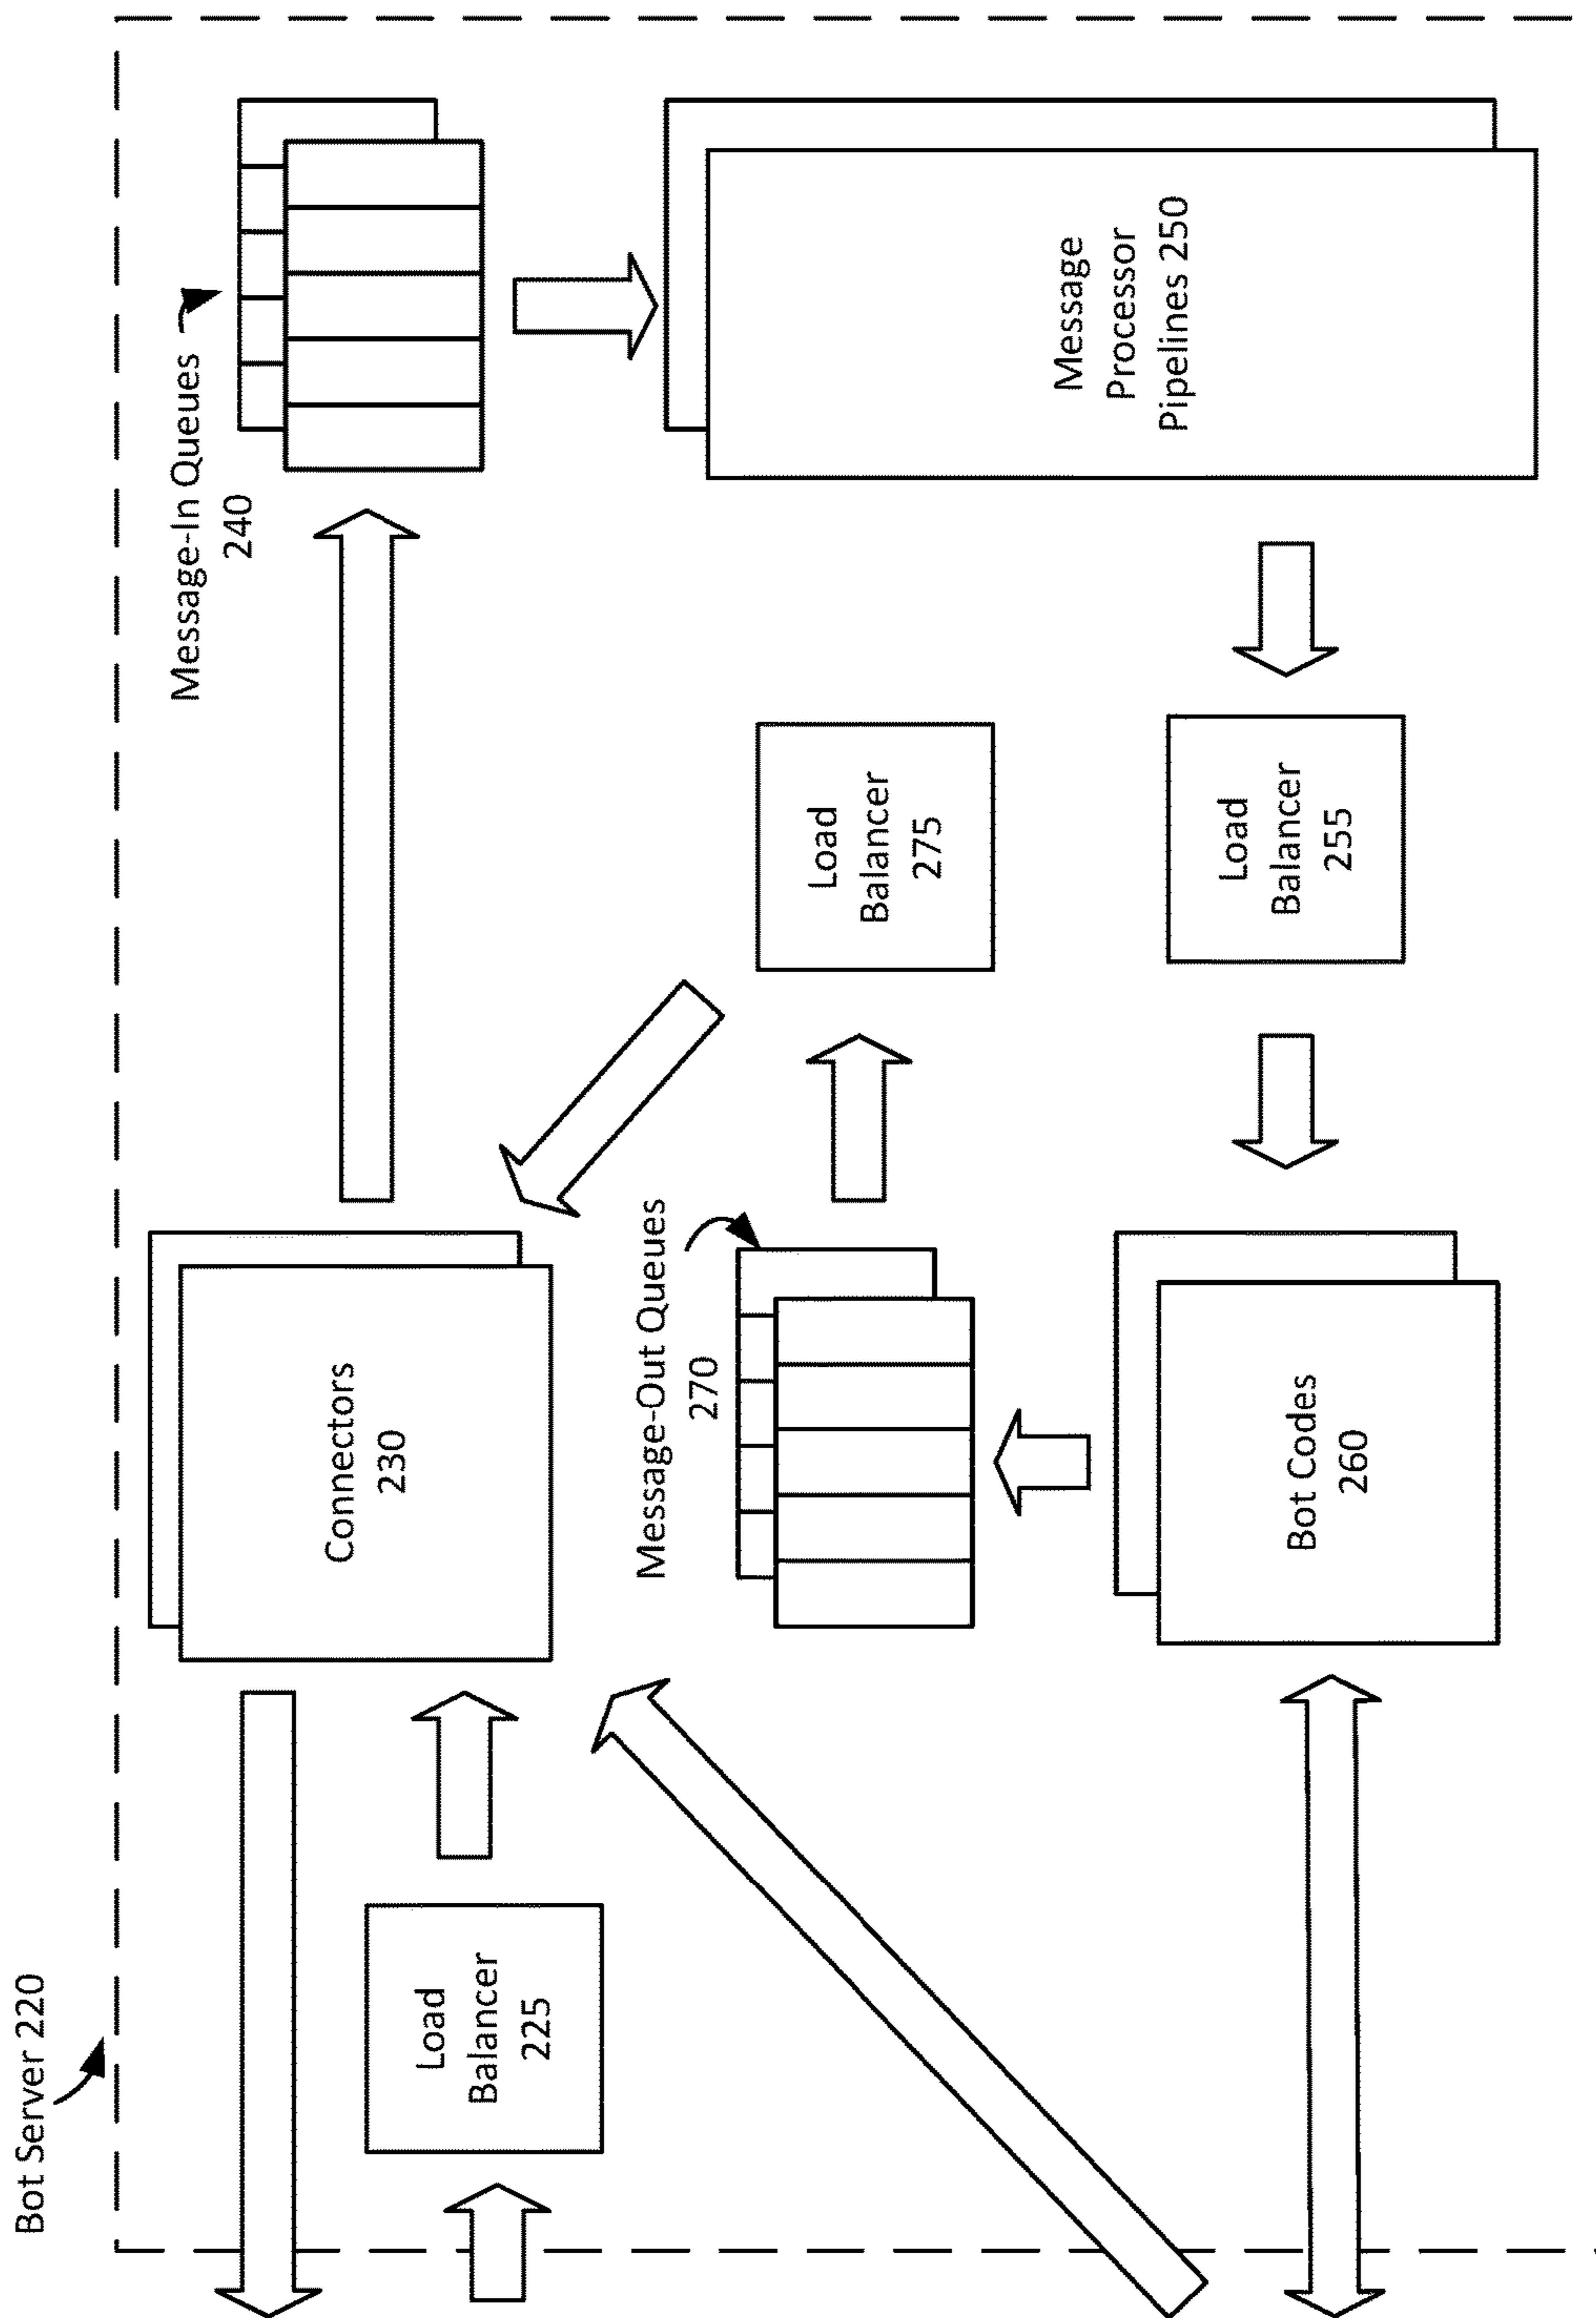 Bot Server 220
Connectors
230
Message-In Queues
240
Load
Balancer
225
Message-Out Queues
270
Load
Balancer
275
Message
Processor
Pipelines 250
Bot Codes
260
Load
Balancer
255